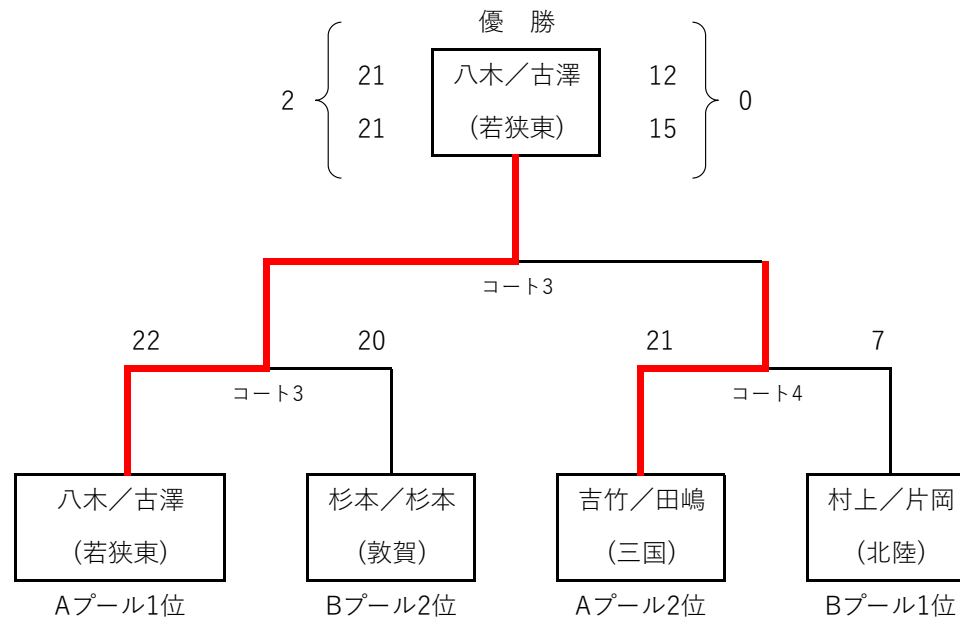 優　勝
21 八木／古澤 12
2 0
21 (若狭東) 15
コート3
22 20 21 7
コート3 コート4
八木／古澤 杉本／杉本 吉竹／田嶋 村上／片岡
(若狭東) (敦賀) (三国) (北陸)
Aプール1位 Bプール2位 Aプール2位 Bプール1位